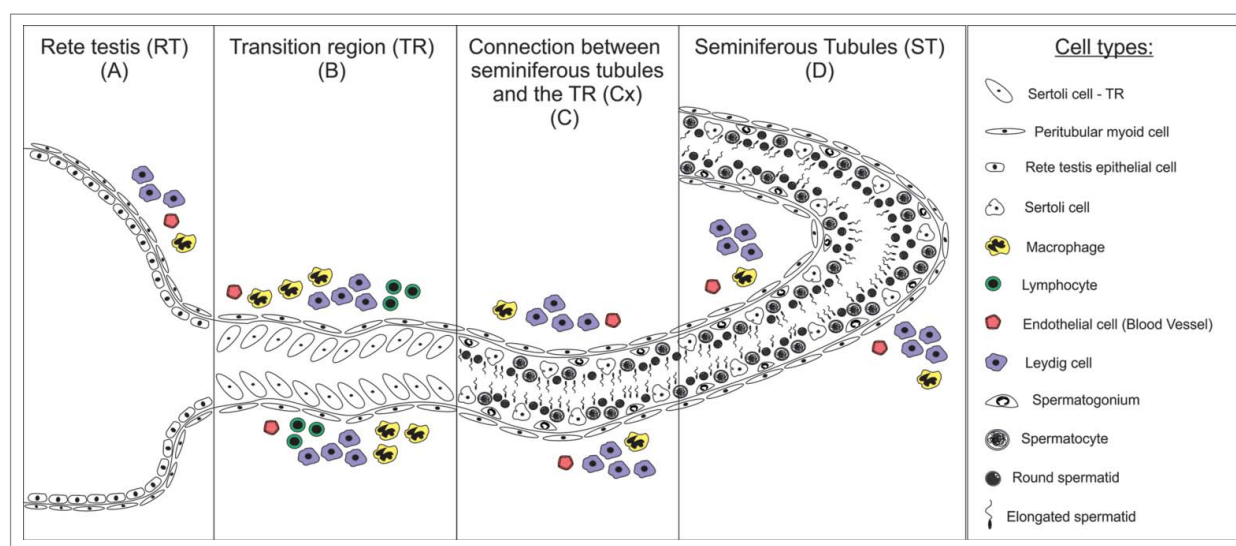 Rete testis (RT)
(A)
Transition region (TR)
(B)
Connection between
seminiferous tubules
and the TR (Cx)
(C)
Seminiferous Tubules (ST)
(D)
Cell types:
Sertoli cell - TR
Peritubular myoid cell
Rete testis epithelial cell
Sertoli cell
Macrophage
Lymphocyte
Endothelial cell (Blood Vessel)
Leydig cell
Spermatogonium
Spermatocyte
Round spermatid
Elongated spermatid